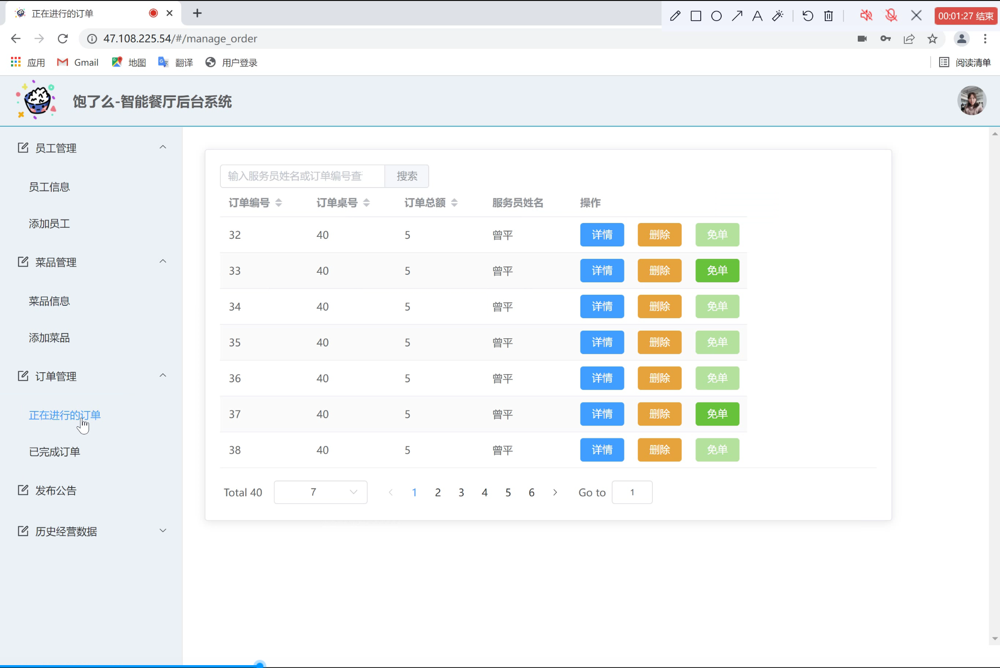 正在进行的订单
00:01:27 结束
47.108.225.54/#/manage_order
应用
Gmail
地图
翻译
用户登录
阅读清单
饱了么-智能餐厅后台系统
员工管理
员工信息
添加员工
菜品管理
菜品信息
添加菜品
订单管理
正在进行的订单
已完成订单
发布公告
历史经营数据
输入服务员姓名或订单编号查 搜索
订单编号 订单桌号 订单总额 服务员姓名 操作
32 40 5 曾平 详情 删除 免单
33 40 5 曾平 详情 删除 免单
34 40 5 曾平 详情 删除 免单
35 40 5 曾平 详情 删除 免单
36 40 5 曾平 详情 删除 免单
37 40 5 曾平 详情 删除 免单
38 40 5 曾平 详情 删除 免单
Total 40 7 1 2 3 4 5 6 Go to 1